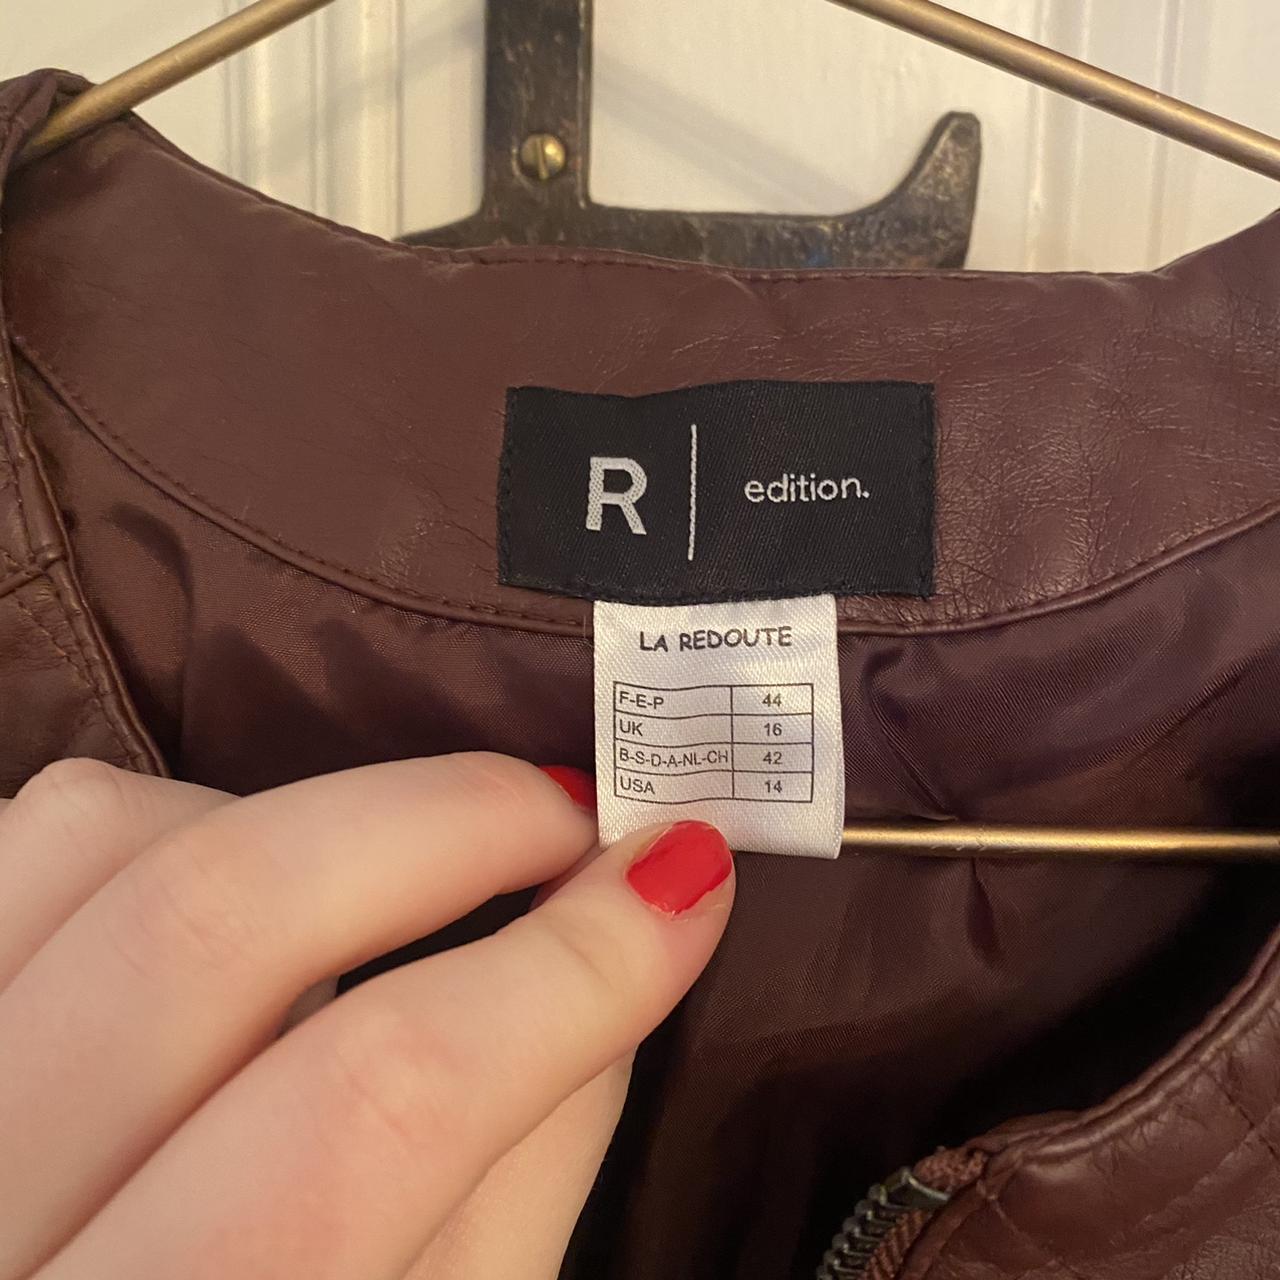 R | edition.
LA REDOUTE
F-E-P 44
UK 16
B-S-D-A-NL-CH 42
USA 14